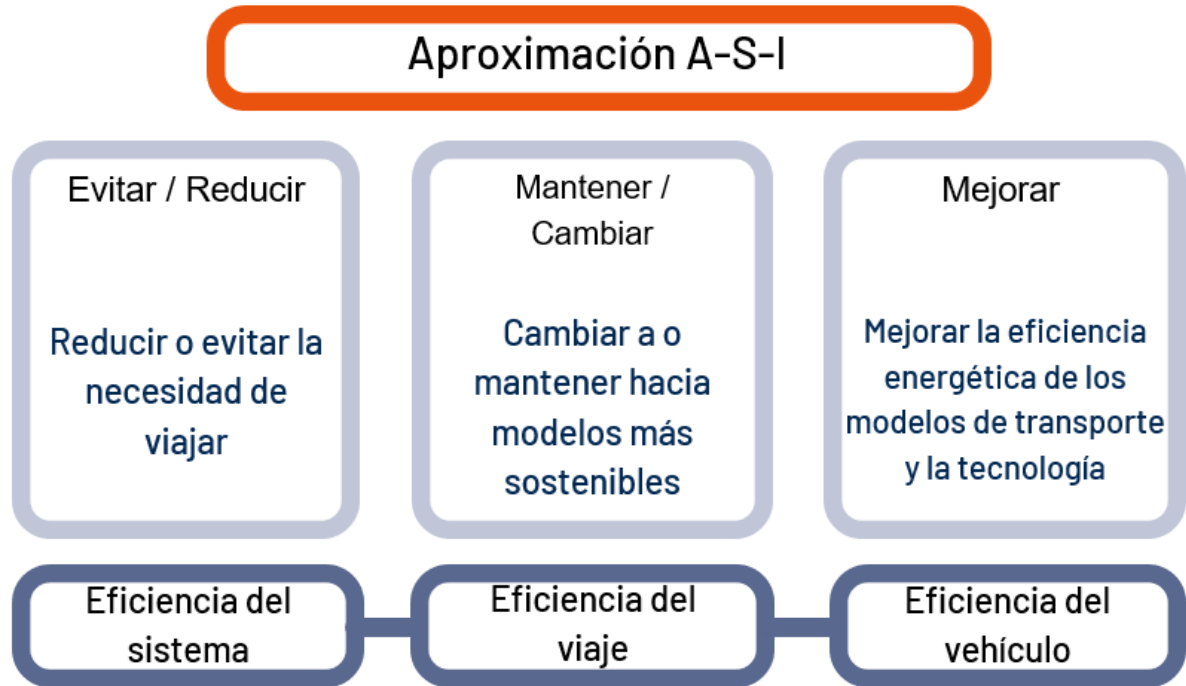 Aproximación A-S-I
Evitar / Reducir
Reducir o evitar la
necesidad de
viajar
Mantener /
Cambiar
Cambiar a o
mantener hacia
modelos más
sostenibles
Mejorar
Mejorar la eficiencia
energética de los
modelos de transporte
y la tecnología
Eficiencia del
sistema
Eficiencia del
viaje
Eficiencia del
vehículo